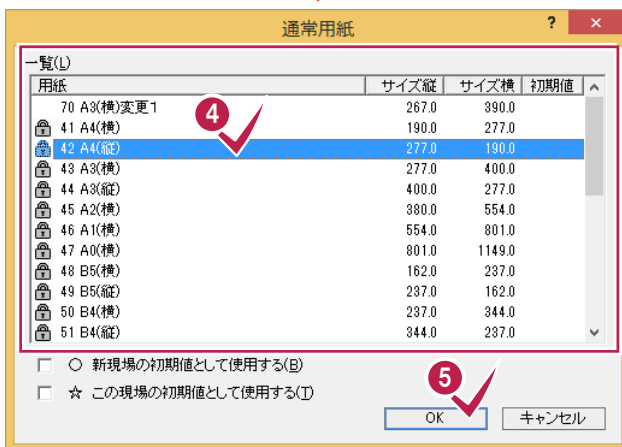 通常用紙 ? ×
一覧(L)
用紙 サイズ縦 サイズ横 初期値
70 A3(横)変更1 267.0 390.0
41 A4(横) 190.0 277.0
42 A4(縦) 277.0 190.0
43 A3(横) 277.0 400.0
44 A3(縦) 400.0 277.0
45 A2(横) 380.0 554.0
46 A1(横) 554.0 801.0
47 A0(横) 801.0 1149.0
48 B5(横) 162.0 237.0
49 B5(縦) 237.0 162.0
50 B4(横) 237.0 344.0
51 B4(縦) 344.0 237.0
4
○ 新現場の初期値として使用する(B)
☆ この現場の初期値として使用する(T)
5
OK キャンセル